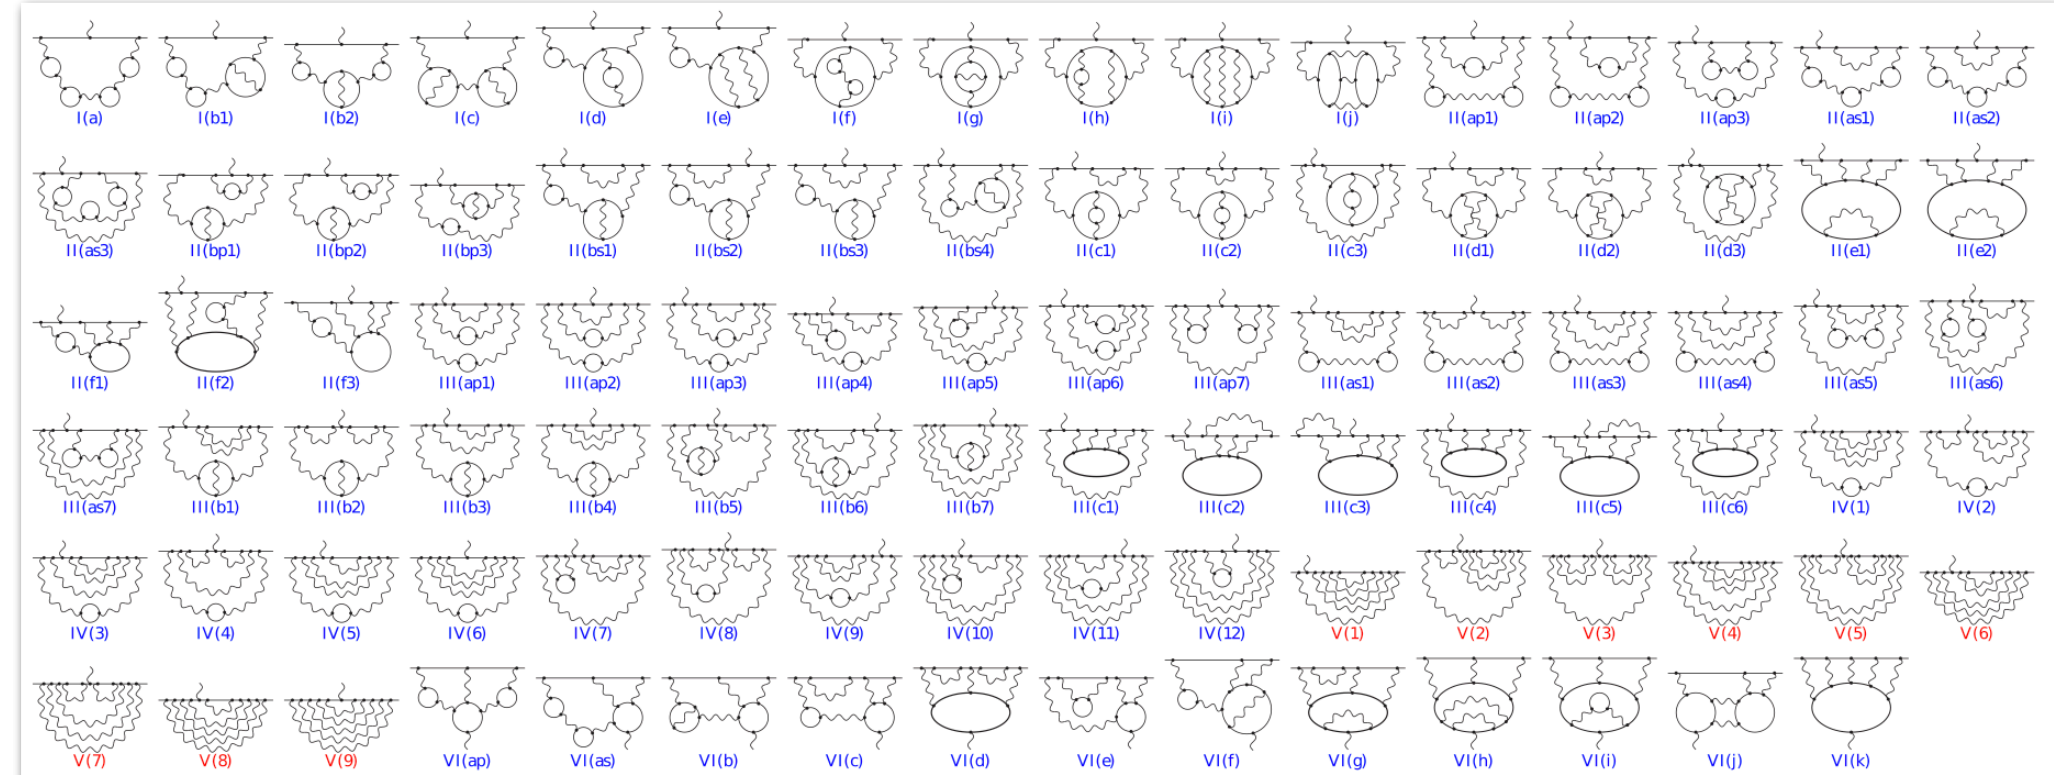 I(a) I(b1) I(b2) I(c) I(d) I(e) I(f) I(g) I(h) I(i) I(j) II(ap1) II(ap2) II(ap3) II(as1) II(as2)
II(as3) II(bp1) II(bp2) II(bp3) II(bs1) II(bs2) II(bs3) II(bs4) II(c1) II(c2) II(c3) II(d1) II(d2) II(d3) II(e1) II(e2)
II(f1) II(f2) II(f3) III(ap1) III(ap2) III(ap3) III(ap4) III(ap5) III(ap6) III(ap7) III(as1) III(as2) III(as3) III(as4) III(as5) III(as6)
III(as7) III(b1) III(b2) III(b3) III(b4) III(b5) III(b6) III(b7) III(c1) III(c2) III(c3) III(c4) III(c5) III(c6) IV(1) IV(2)
IV(3) IV(4) IV(5) IV(6) IV(7) IV(8) IV(9) IV(10) IV(11) IV(12) V(1) V(2) V(3) V(4) V(5) V(6)
V(7) V(8) V(9) VI(ap) VI(as) VI(b) VI(c) VI(d) VI(e) VI(f) VI(g) VI(h) VI(i) VI(j) VI(k)